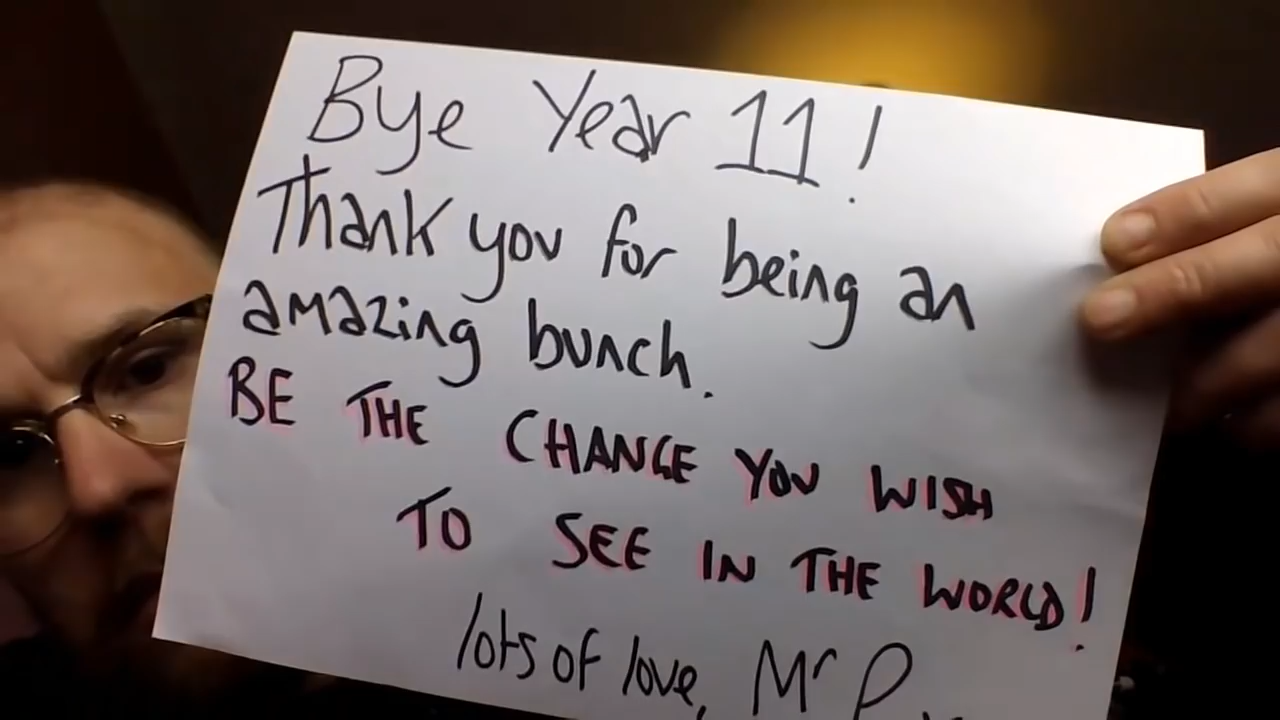 Bye Year 11!
Thank you for being an
amazing bunch.
BE THE CHANGE YOU WISH
TO SEE IN THE WORLD!
lots of love, Mr P